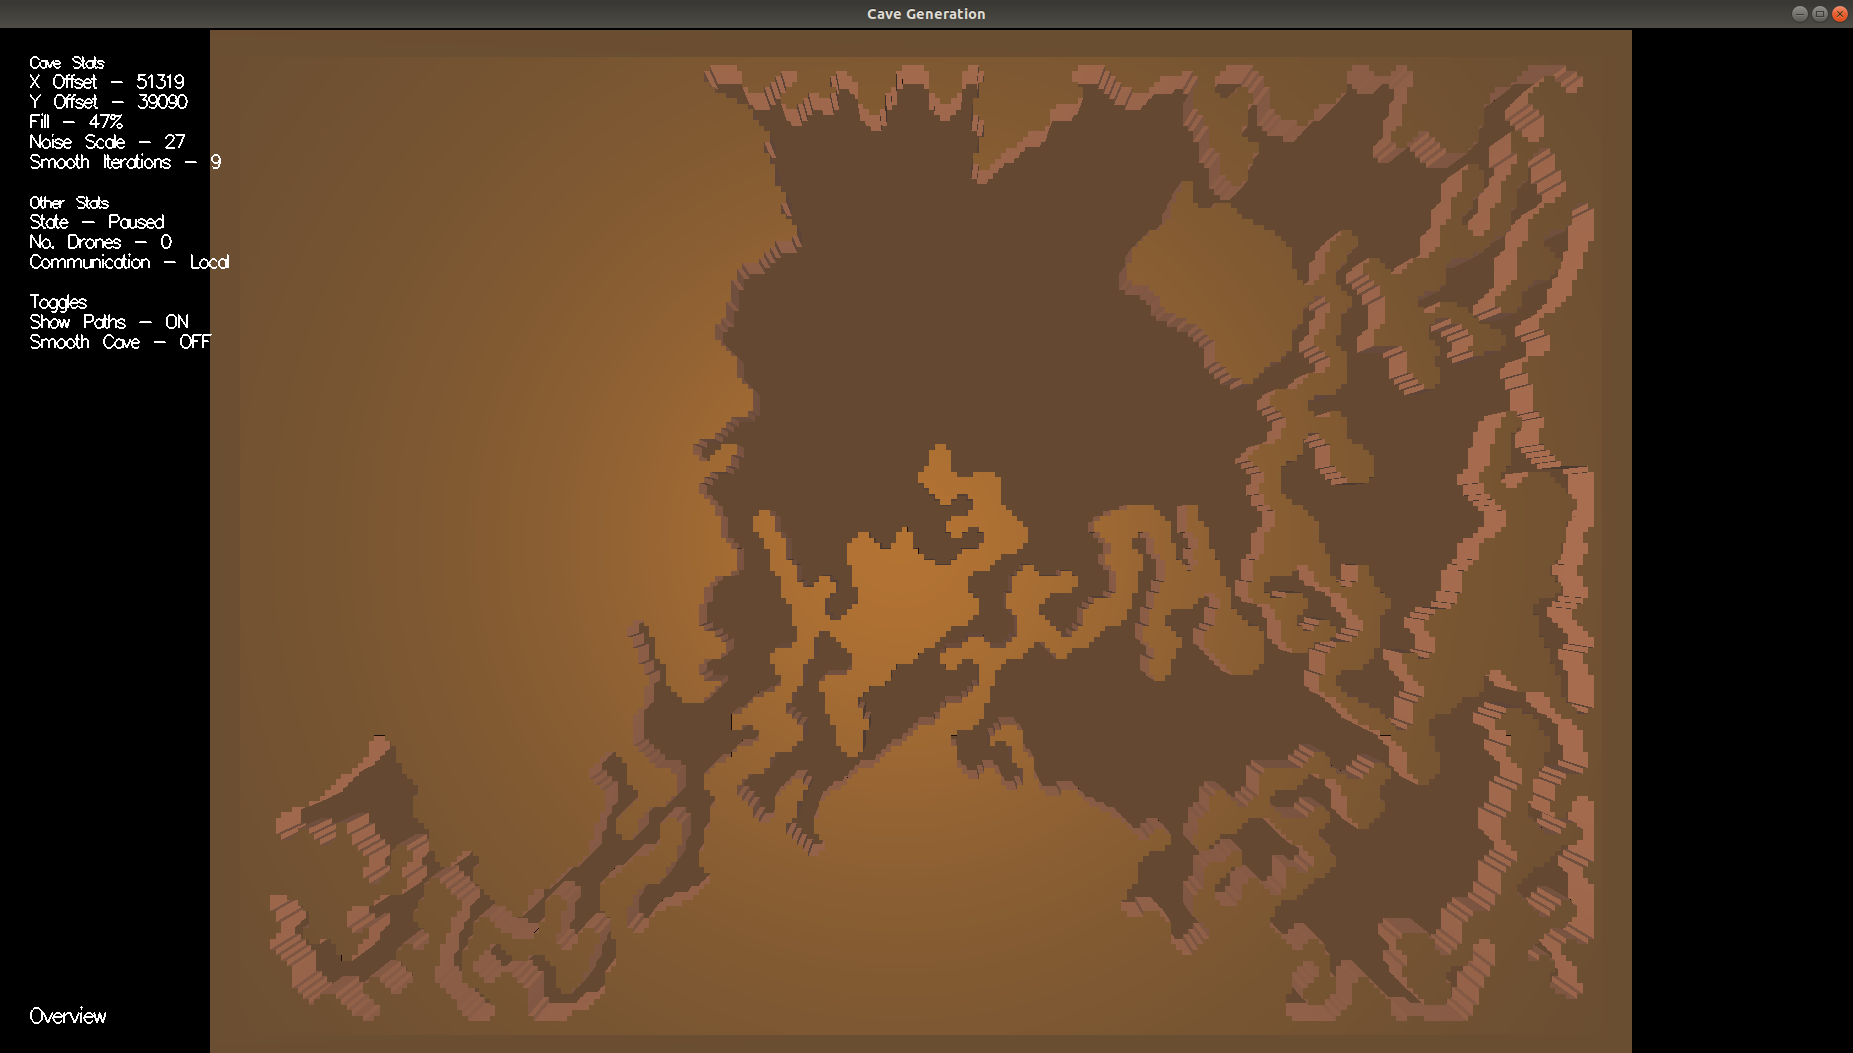 Cave Generation
Cave Stats
X Offset - 51319
Y Offset - 39090
Fill - 47%
Noise Scale - 27
Smooth Iterations - 9
Other Stats
State - Paused
No. Drones - 0
Communication - Local
Toggles
Show Paths - ON
Smooth Cave - OFF
Overview